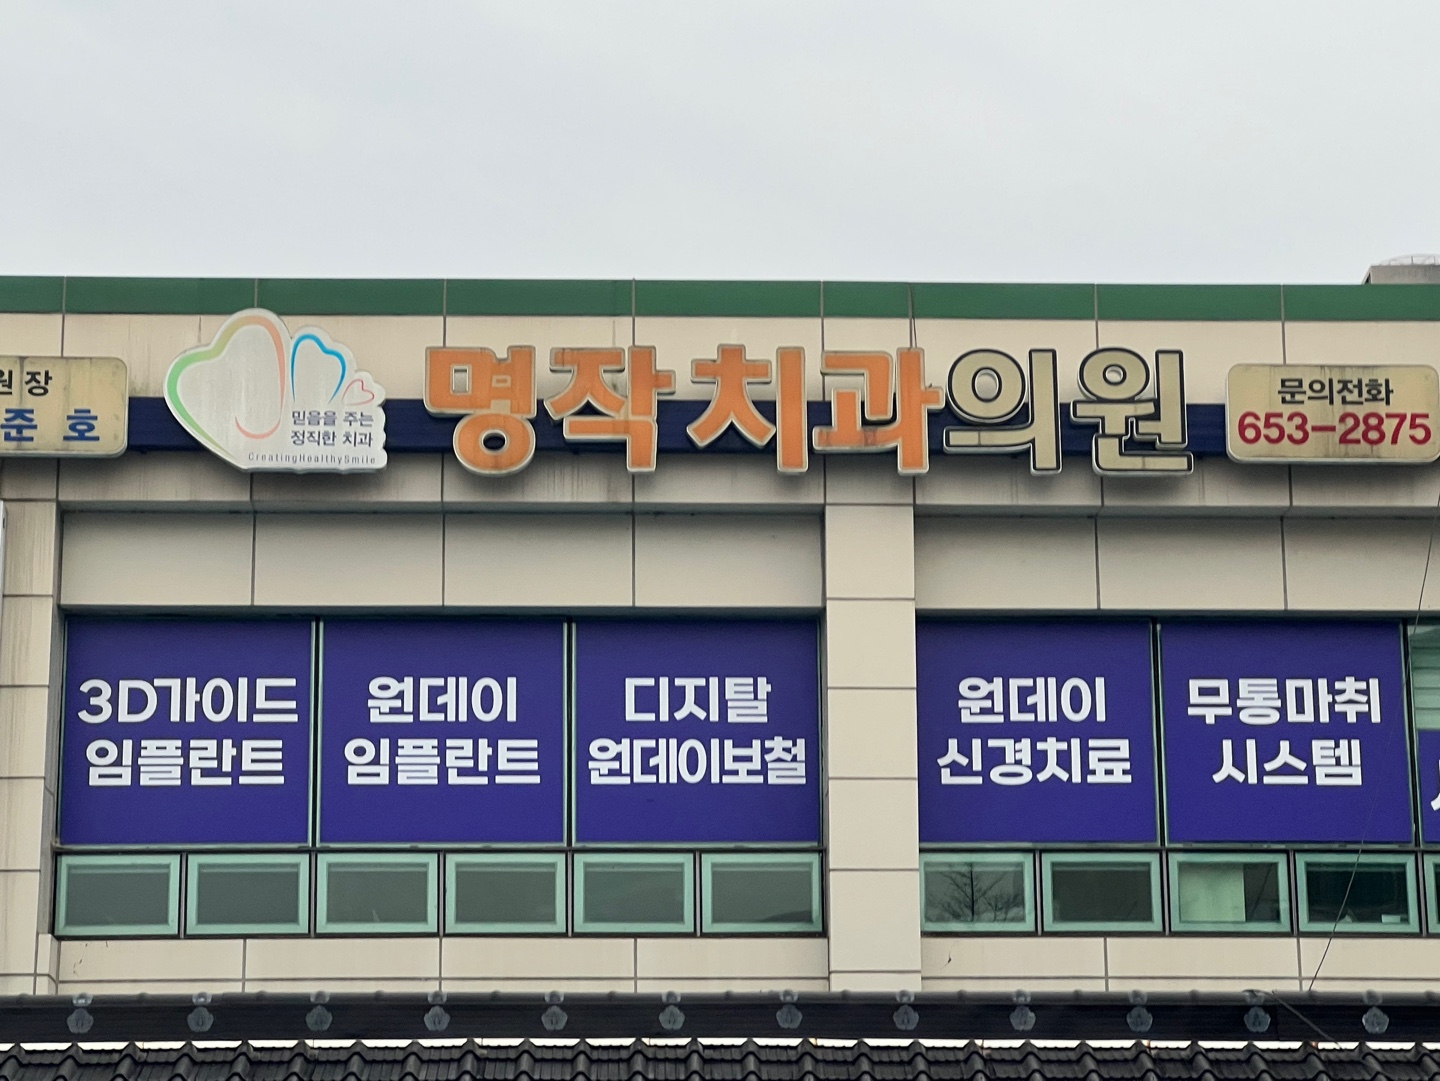 원장
준호
믿음을 주는
정직한 치과
CreatingHealthySmile
명작치과의원
문의전화
653-2875
3D가이드
임플란트
원데이
임플란트
디지탈
원데이보철
원데이
신경치료
무통마취
시스템